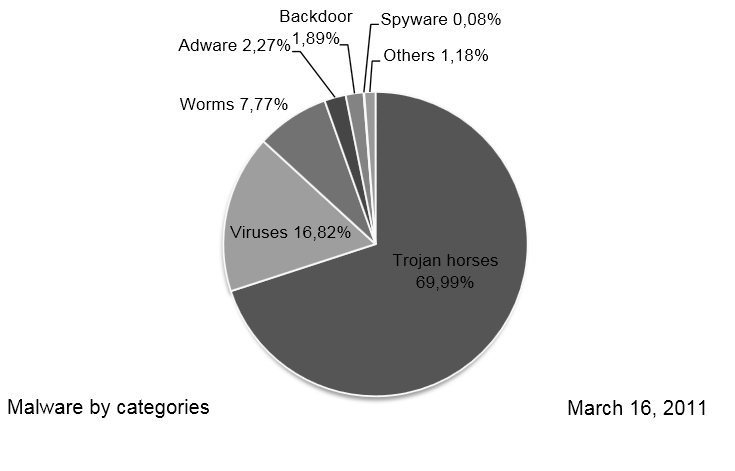 Backdoor
1,89%
Spyware 0,08%
Adware 2,27%
Others 1,18%
Worms 7,77%
Viruses 16,82%
Trojan horses
69,99%
Malware by categories
March 16, 2011